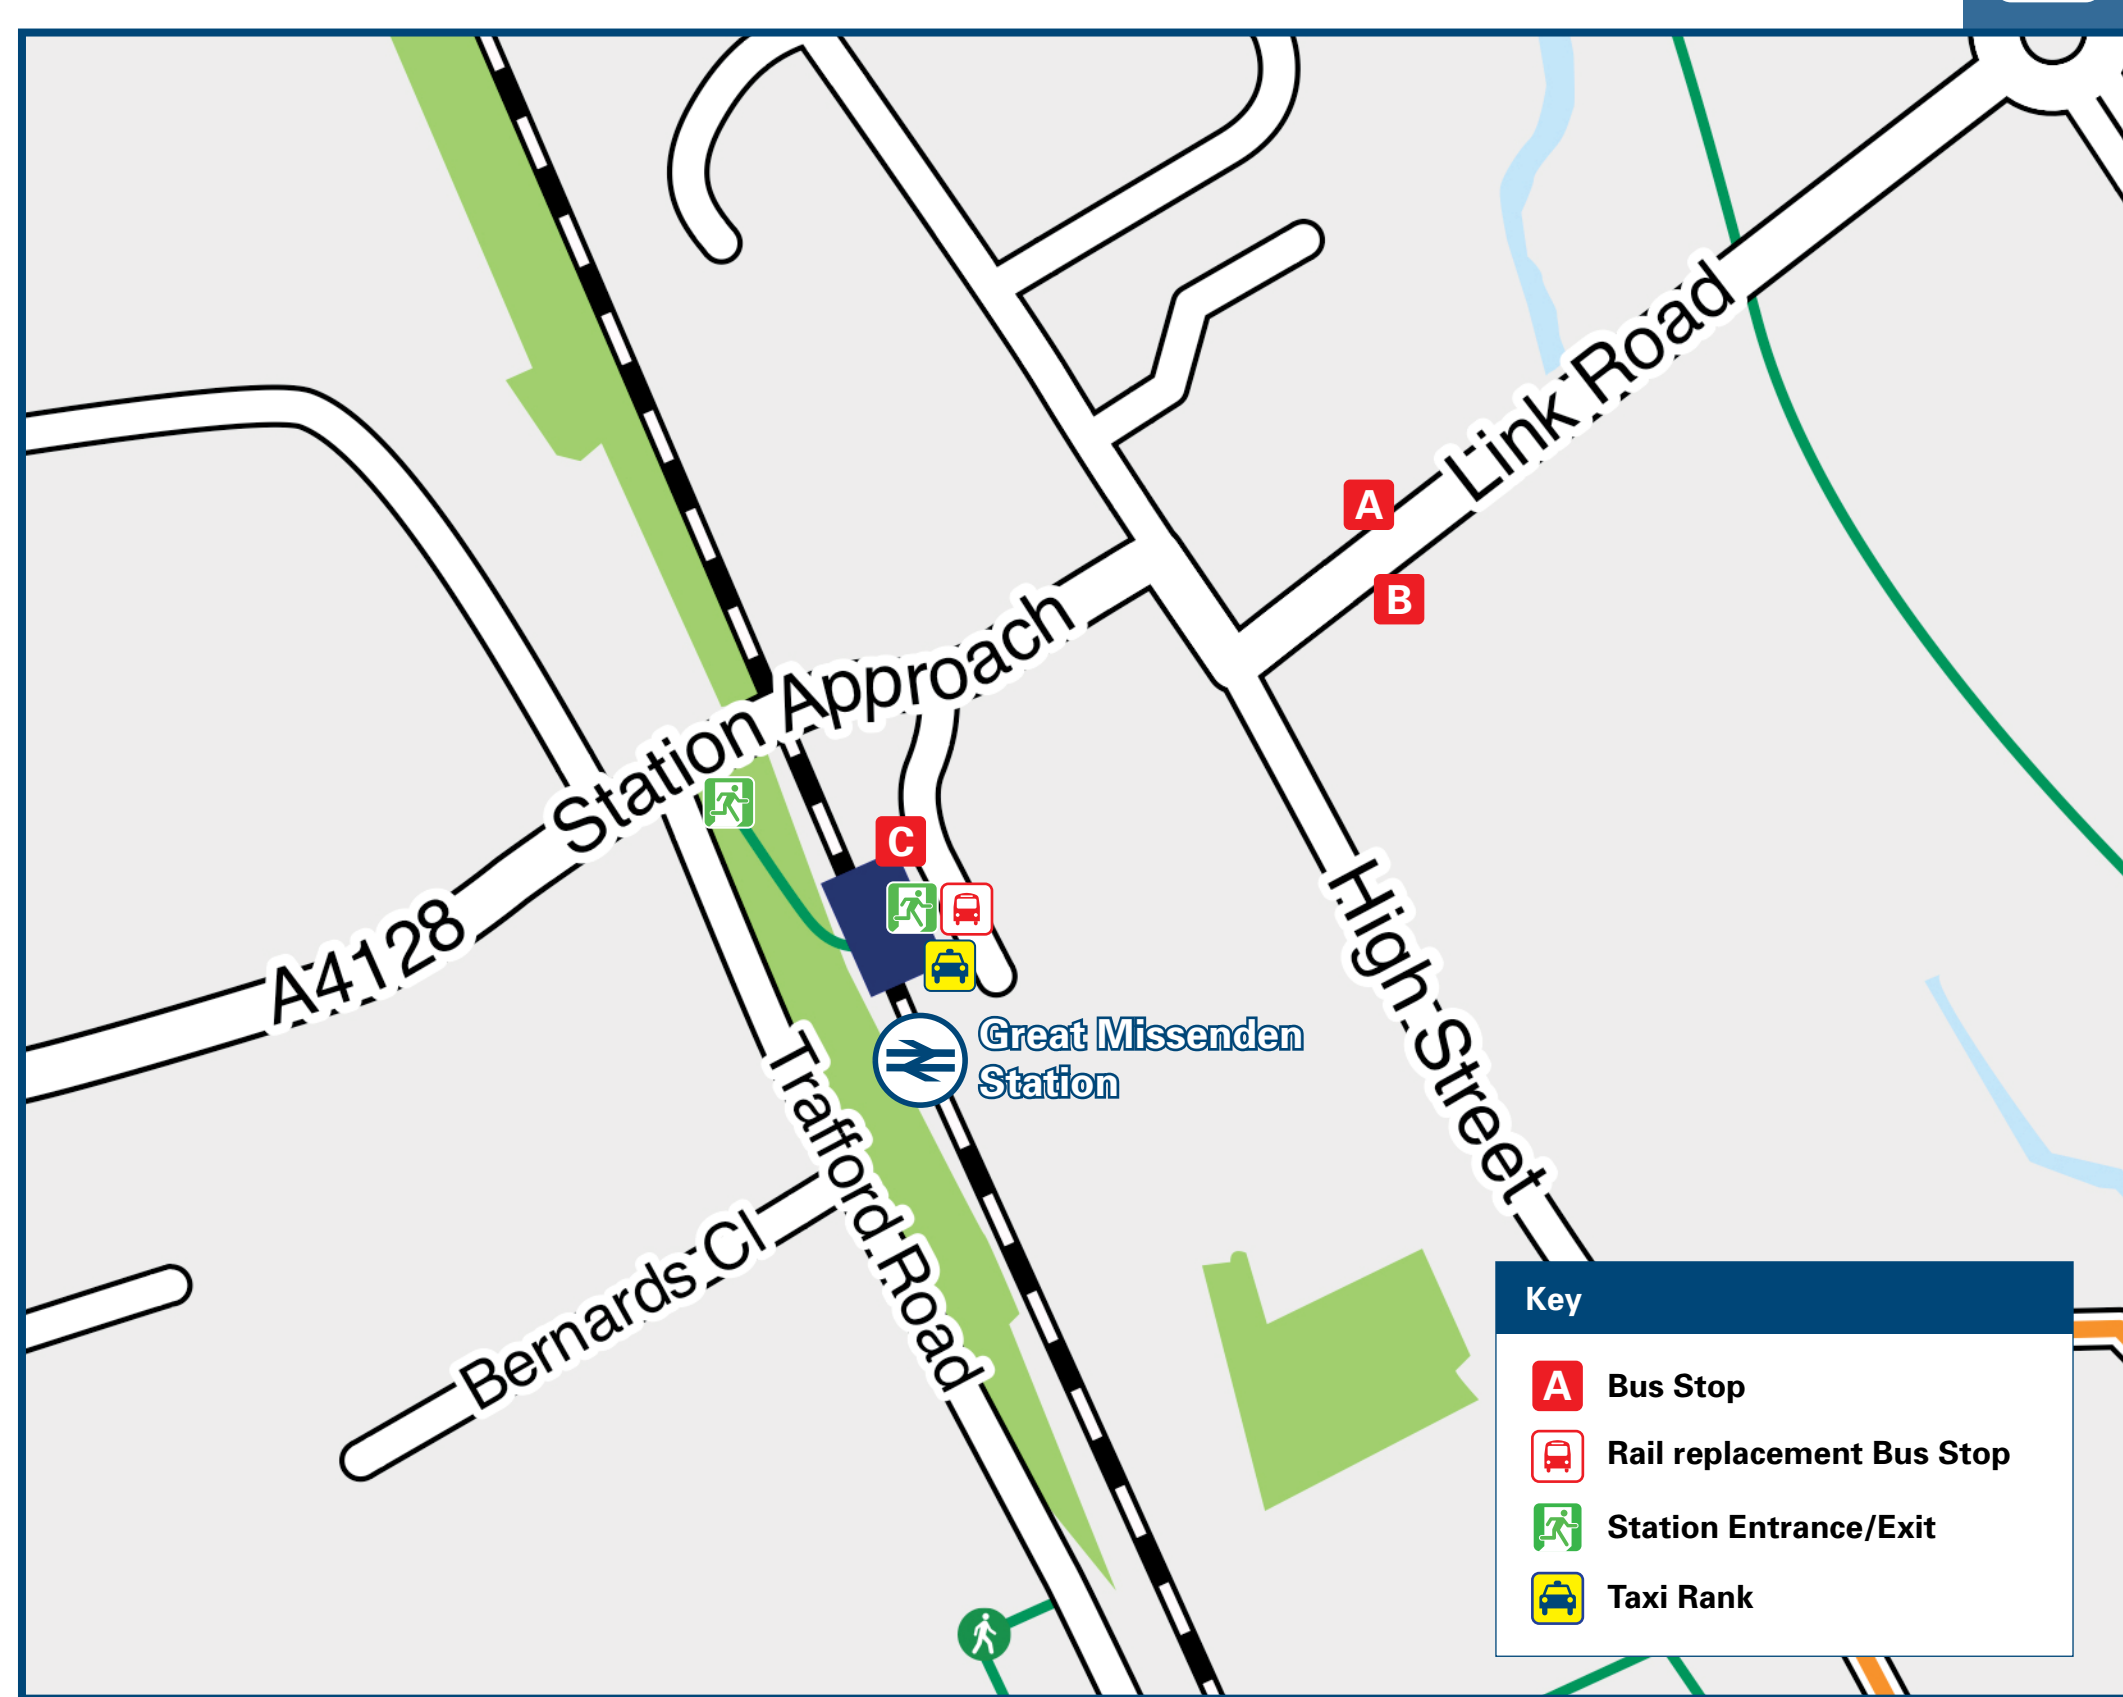 Link Road
A
B
Station Approach
C
A4128
High Street
Great Missenden
Station
Trafford Road
Bernards Cl
Key
A Bus Stop
Rail replacement Bus Stop
Station Entrance/Exit
Taxi Rank